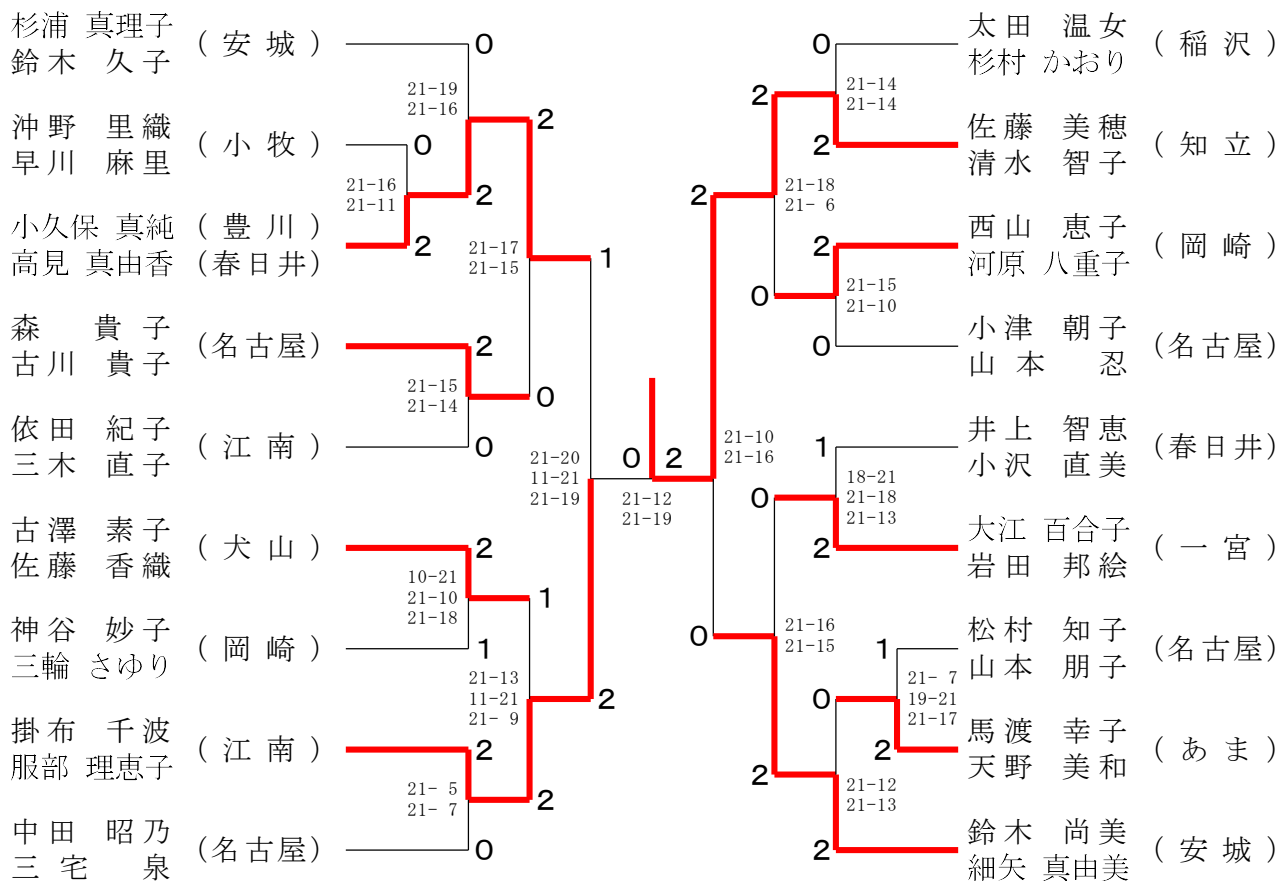 杉浦 真理子
鈴木 久子
(安城)
0
21-19
21-16
2
沖野 里織
早川 麻里
(小牧)
0
21-16
21-11
2
小久保 真純
高見 真由香
(豊川)
(春日井)
2
21-17
21-15
1
森 貴子
古川 貴子
(名古屋)
2
21-15
21-14
0
依田 紀子
三木 直子
(江南)
0
21-20
11-21
21-19
古澤 素子
佐藤 香織
(犬山)
2
10-21
21-10
21-18
1
神谷 妙子
三輪 さゆり
(岡崎)
1
21-13
11-21
21- 9
2
掛布 千波
服部 理恵子
(江南)
2
21- 5
21- 7
2
中田 昭乃
三宅 泉
(名古屋)
0
0 2
21-12
21-19
0
太田 温女
杉村 かおり
(稲沢)
2
21-14
21-14
2
佐藤 美穂
清水 智子
(知立)
2
21-18
21- 6
2
西山 恵子
河原 八重子
(岡崎)
0
21-15
21-10
0
小津 朝子
山本 忍
(名古屋)
21-10
21-16
1
井上 智恵
小沢 直美
(春日井)
0
18-21
21-18
21-13
2
大江 百合子
岩田 邦絵
(一宮)
0
21-16
21-15
1
松村 知子
山本 朋子
(名古屋)
0
21- 7
19-21
21-17
2
馬渡 幸子
天野 美和
(あま)
2
21-12
21-13
2
鈴木 尚美
細矢 真由美
(安城)